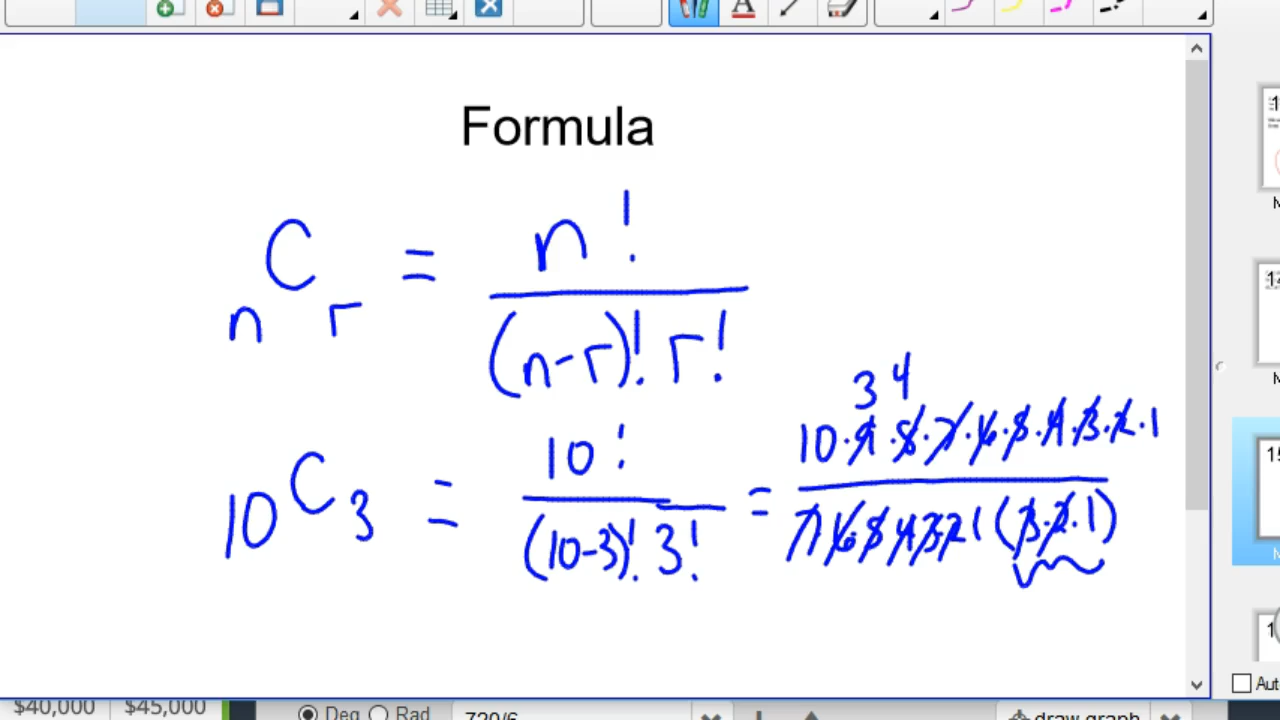 Formula
nCr = n! / (n-r)! r!
3 4
10C3 = 10! / (10-3)! 3! = 10·9·8·7·6·5·4·3·2·1 / 7·6·5·4·3·2·1(3·2·1)
$40,000 $45,000 Deg Rad 720/6 draw graph